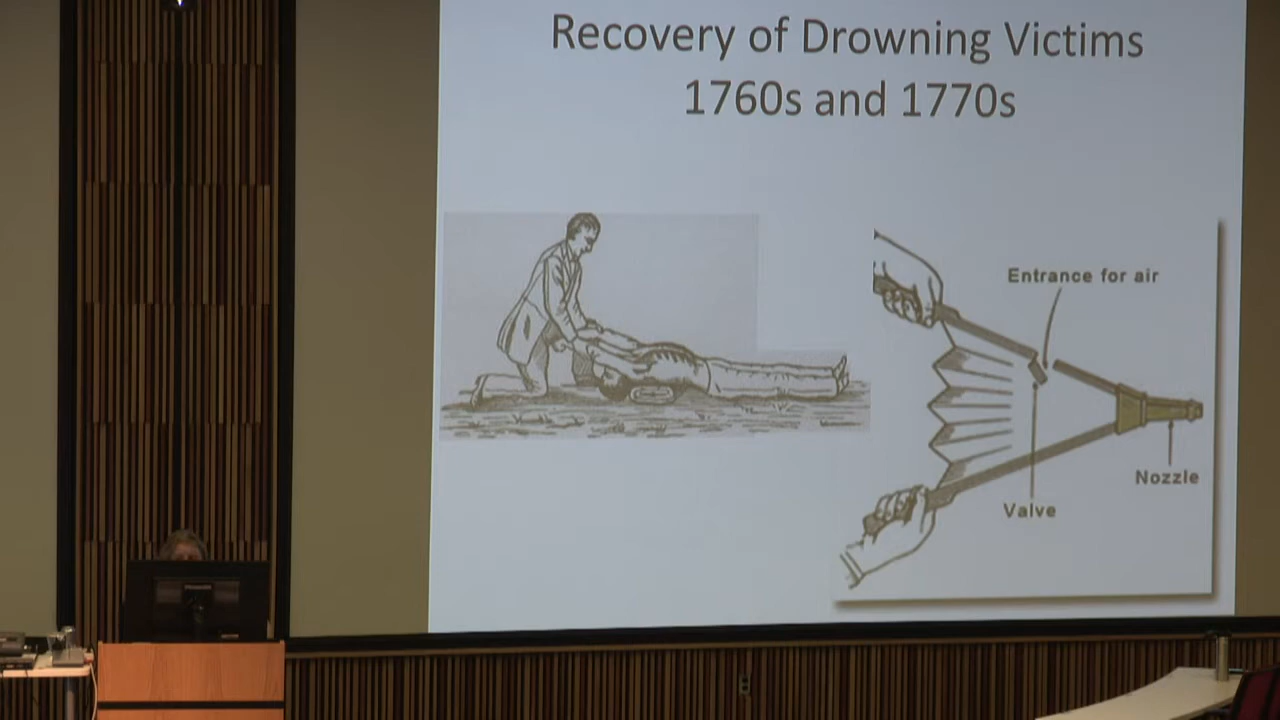 Recovery of Drowning Victims
1760s and 1770s
Entrance for air
Nozzle
Valve